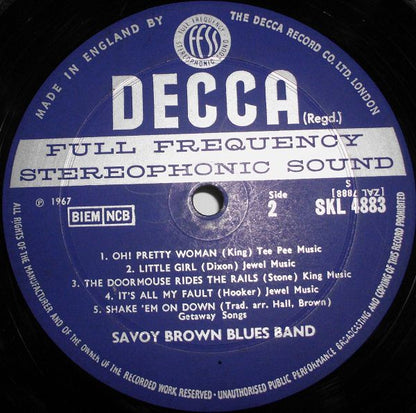 MADE IN ENGLAND BY
THE DECCA RECORD CO. LTD. LONDON
FULL FREQUENCY
FFSS
STEREOPHONIC SOUND
DECCA
(Regd.)
FULL FREQUENCY
STEREOPHONIC SOUND
℗ 1967
BIEM NCB
Side
2
[ZAL 7888]
S
SKL 4883
1. OH! PRETTY WOMAN (King) Tee Pee Music
2. LITTLE GIRL (Dixon) Jewel Music
3. THE DOORMOUSE RIDES THE RAILS (Stone) King Music
4. IT'S ALL MY FAULT (Hooker) Jewel Music
5. SHAKE 'EM ON DOWN (Trad. arr. Hall, Brown)
Getaway Songs
SAVOY BROWN BLUES BAND
ALL RIGHTS OF THE MANUFACTURER AND OF THE OWNER OF THE RECORDED WORK RESERVED · UNAUTHORISED PUBLIC PERFORMANCE, BROADCASTING AND COPYING OF THIS RECORD PROHIBITED